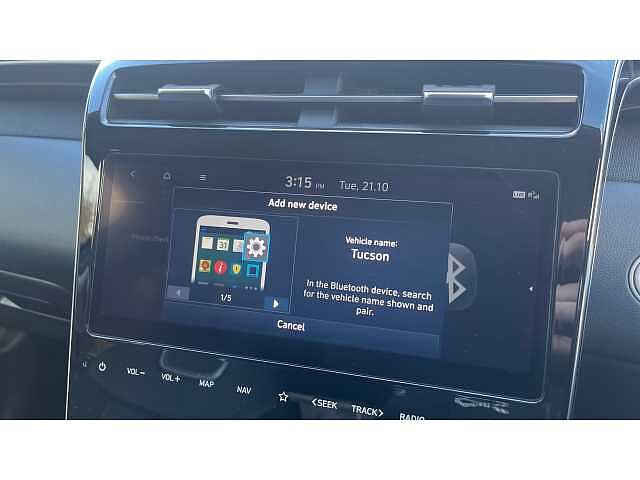 3:15 PM Tue, 21.10
Add new device
31
1/5
Vehicle name:
Tucson
In the Bluetooth device, search
for the vehicle name shown and
pair.
Cancel
VOL− VOL+ MAP NAV <SEEK TRACK> RADIO